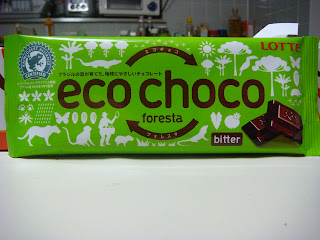 LOTTE
エコチョコ
ブラジルの森が育てた、地球にやさしいチョコレート
eco choco
foresta
フォレスタ
bitter